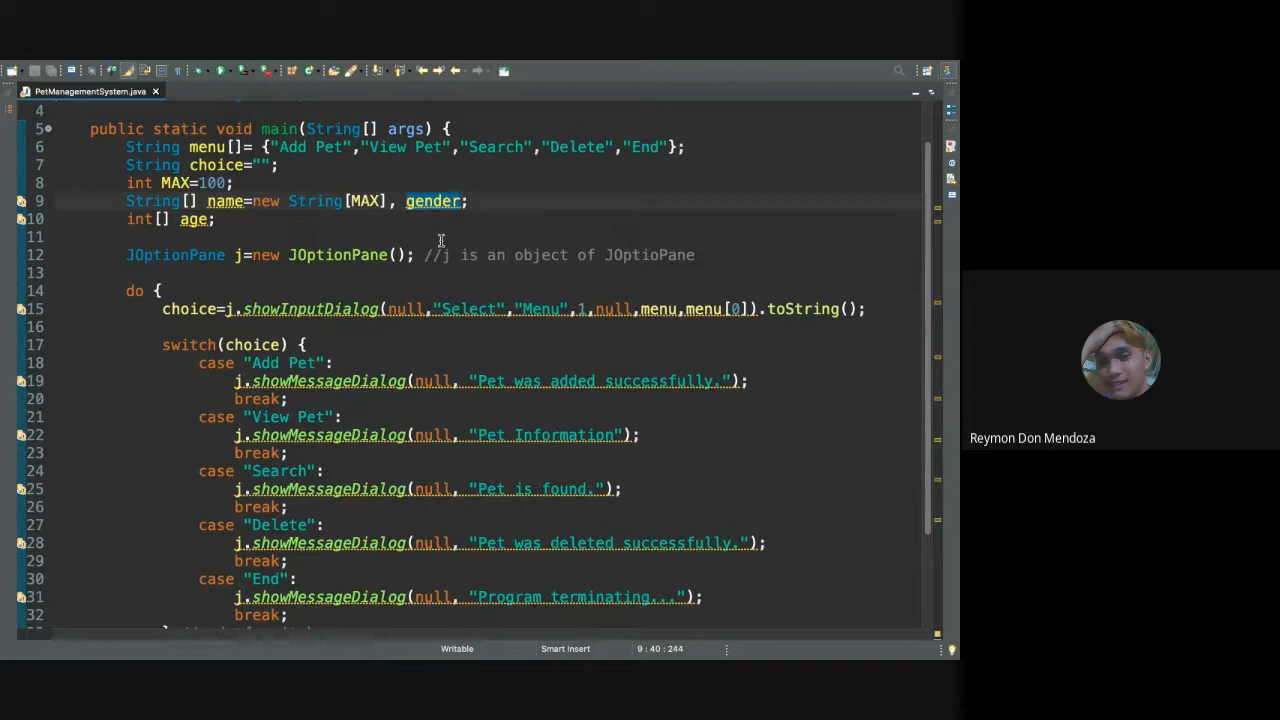 PetManagementSystem.java
4
5 public static void main(String[] args) {
6 String menu[]= {"Add Pet","View Pet","Search","Delete","End"};
7 String choice="";
8 int MAX=100;
9 String[] name=new String[MAX], gender;
10 int[] age;
11
12 JOptionPane j=new JOptionPane(); //j is an object of JOptioPane
13
14 do {
15 choice=j.showInputDialog(null,"Select","Menu",1,null,menu,menu[0]).toString();
16
17 switch(choice) {
18 case "Add Pet":
19 j.showMessageDialog(null, "Pet was added successfully.");
20 break;
21 case "View Pet":
22 j.showMessageDialog(null, "Pet Information");
23 break;
24 case "Search":
25 j.showMessageDialog(null, "Pet is found.");
26 break;
27 case "Delete":
28 j.showMessageDialog(null, "Pet was deleted successfully.");
29 break;
30 case "End":
31 j.showMessageDialog(null, "Program terminating...");
32 break;
Writable Smart Insert 9 : 40 : 244
Reymon Don Mendoza